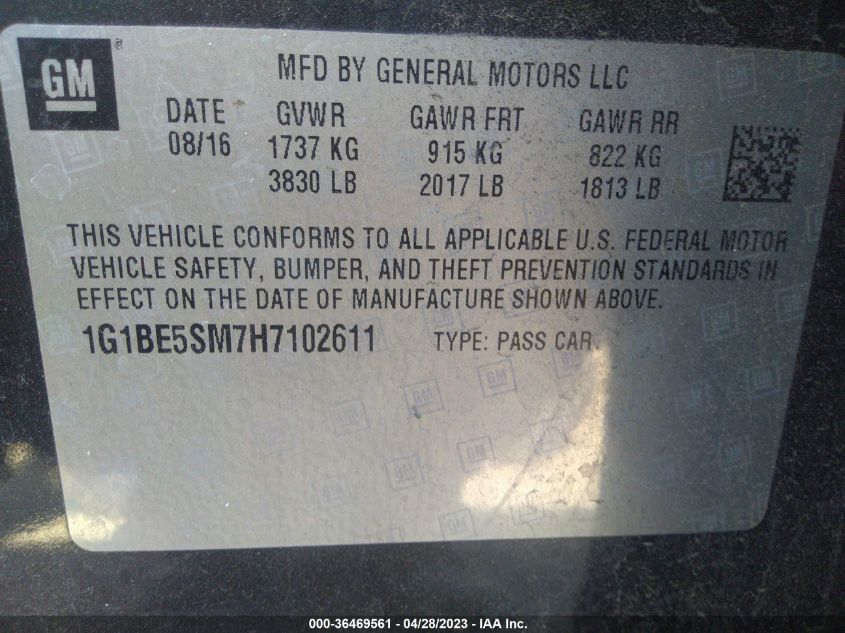 GM ®
MFD BY GENERAL MOTORS LLC
DATE GVWR GAWR FRT GAWR RR
08/16 1737 KG 915 KG 822 KG
3830 LB 2017 LB 1813 LB
THIS VEHICLE CONFORMS TO ALL APPLICABLE U.S. FEDERAL MOTOR
VEHICLE SAFETY, BUMPER, AND THEFT PREVENTION STANDARDS IN
EFFECT ON THE DATE OF MANUFACTURE SHOWN ABOVE.
1G1BE5SM7H7102611 TYPE: PASS CAR
000-36469561 - 04/28/2023 - IAA Inc.